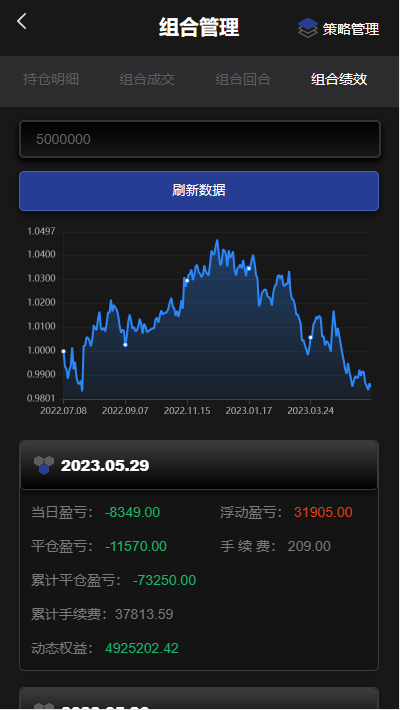 组合管理
策略管理
持仓明细 组合成交 组合回合 组合绩效
5000000
刷新数据
1.0497
1.0400
1.0300
1.0200
1.0100
1.0000
0.9900
0.9801
2022.07.08 2022.09.07 2022.11.15 2023.01.17 2023.03.24
2023.05.29
当日盈亏： -8349.00 浮动盈亏： 31905.00
平仓盈亏： -11570.00 手 续 费： 209.00
累计平仓盈亏： -73250.00
累计手续费：37813.59
动态权益： 4925202.42